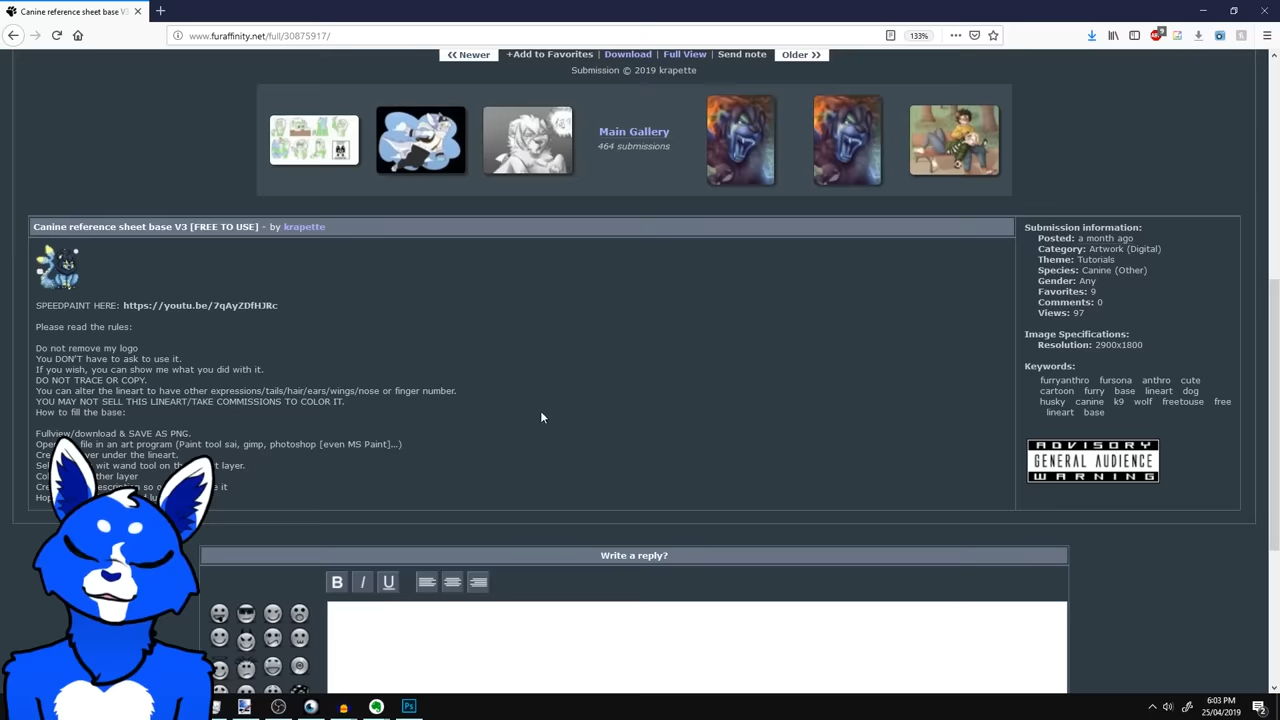 Canine reference sheet base V3
www.furaffinity.net/full/30875917/
133%
<< Newer
+Add to Favorites | Download | Full View | Send note
Older >>
Submission © 2019 krapette
Main Gallery
464 submissions
Canine reference sheet base V3 [FREE TO USE] - by krapette
SPEEDPAINT HERE: https://youtu.be/7qAyZDfHJRc
Please read the rules:
Do not remove my logo
You DON'T have to ask to use it.
If you wish, you can show me what you did with it.
DO NOT TRACE OR COPY.
You can alter the lineart to have other expressions/tails/hair/ears/wings/nose or finger number.
YOU MAY NOT SELL THIS LINEART/TAKE COMMISSIONS TO COLOR IT.
How to fill the base:
Fullview/download & SAVE AS PNG.
file in an art program (Paint tool sai, gimp, photoshop [even MS Paint]...)
under the lineart.
wit wand tool on the layer.
layer
so it
Submission information:
Posted: a month ago
Category: Artwork (Digital)
Theme: Tutorials
Species: Canine (Other)
Gender: Any
Favorites: 9
Comments: 0
Views: 97
Image Specifications:
Resolution: 2900x1800
Keywords:
furryanthro fursona anthro cute
cartoon furry base lineart dog
husky canine k9 wolf freetouse free
lineart base
ADVISORY
GENERAL AUDIENCE
WARNING
Write a reply?
B I U
6:03 PM
25/04/2019
2